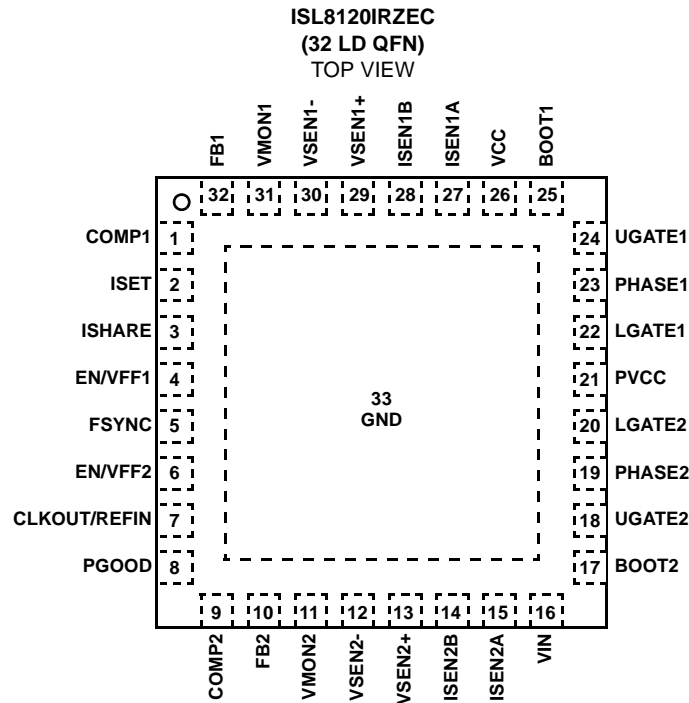 ISL8120IRZEC
(32 LD QFN)
TOP VIEW
FB1
VMON1
VSEN1-
VSEN1+
ISEN1B
ISEN1A
VCC
BOOT1
32 31 30 29 28 27 26 25
COMP1 1
ISET 2
ISHARE 3
EN/VFF1 4
FSYNC 5
EN/VFF2 6
CLKOUT/REFIN 7
PGOOD 8
33
GND
24 UGATE1
23 PHASE1
22 LGATE1
21 PVCC
20 LGATE2
19 PHASE2
18 UGATE2
17 BOOT2
9 10 11 12 13 14 15 16
COMP2
FB2
VMON2
VSEN2-
VSEN2+
ISEN2B
ISEN2A
VIN